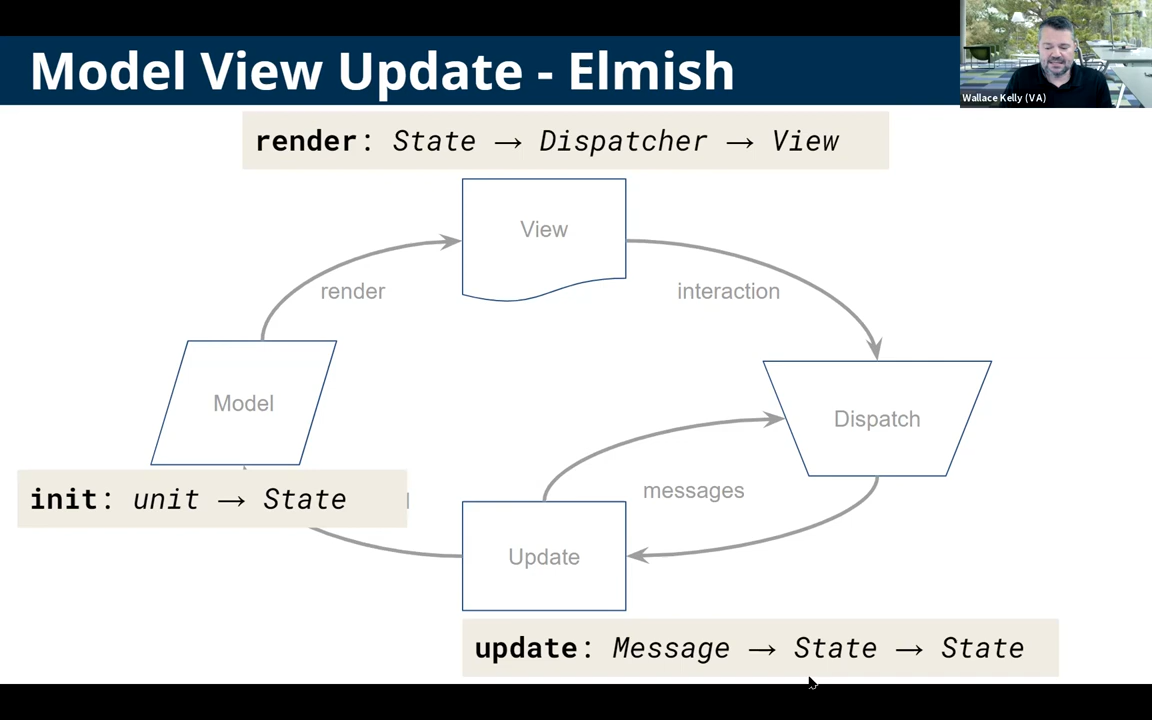 Model View Update - Elmish
Wallace Kelly (VA)
render: State → Dispatcher → View
View
render
interaction
Model
Dispatch
init: unit → State
messages
Update
update: Message → State → State